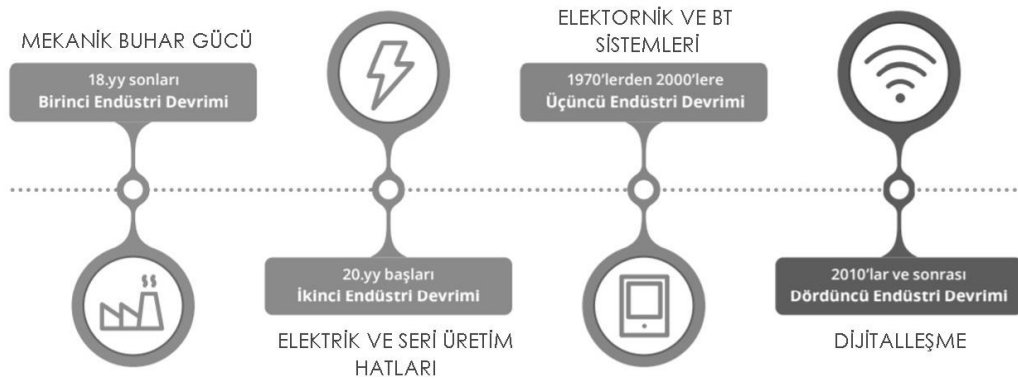 MEKANİK BUHAR GÜCÜ
18.yy sonları
Birinci Endüstri Devrimi
20.yy başları
İkinci Endüstri Devrimi
ELEKTRİK VE SERİ ÜRETİM
HATLARI
ELEKTORNİK VE BT
SİSTEMLERİ
1970'lerden 2000'lere
Üçüncü Endüstri Devrimi
2010'lar ve sonrası
Dördüncü Endüstri Devrimi
DİJİTALLEŞME